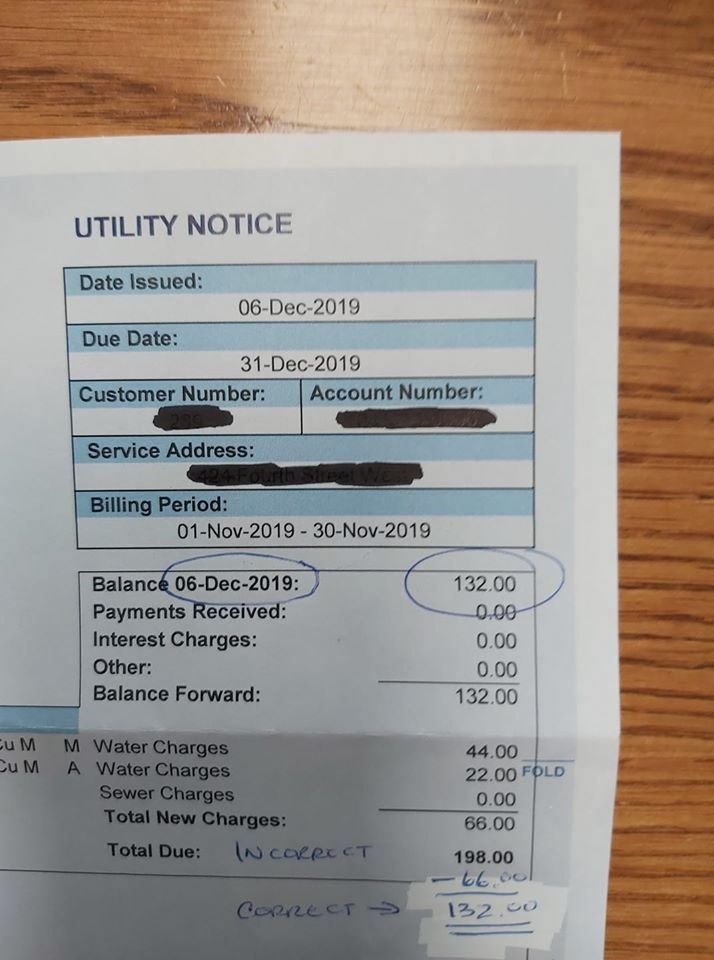 UTILITY NOTICE
Date Issued:
06-Dec-2019
Due Date:
31-Dec-2019
Customer Number: Account Number:
Service Address:
Billing Period:
01-Nov-2019 - 30-Nov-2019
Balance 06-Dec-2019: 132.00
Payments Received: 0.00
Interest Charges: 0.00
Other: 0.00
Balance Forward: 132.00
Cu M M Water Charges 44.00
Cu M A Water Charges 22.00 FOLD
Sewer Charges 0.00
Total New Charges: 66.00
Total Due: INCORRECT 198.00
- 66.00
CORRECT → 132.00